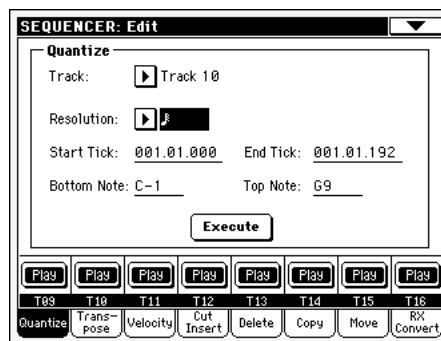 SEQUENCER: Edit
Quantize
Track: Track 10
Resolution:
Start Tick: 001.01.000 End Tick: 001.01.192
Bottom Note: C-1 Top Note: G9
Execute
Play Play Play Play Play Play Play Play
T09 T10 T11 T12 T13 T14 T15 T16
Quantize Trans-pose Velocity Cut Insert Delete Copy Move RX Convert